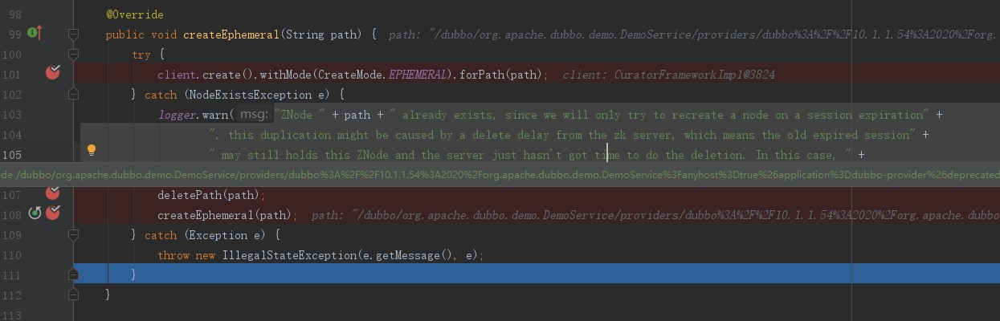 98 @Override
99 public void createEphemeral(String path) { path: "/dubbo/org.apache.dubbo.demo.DemoService/providers/dubbo%3A%2F%2F10.1.1.54%3A2020%2Forg.
100 try {
101 client.create().withMode(CreateMode.EPHEMERAL).forPath(path); client: CuratorFrameworkImpl@3824
102 } catch (NodeExistsException e) {
103 logger.warn( msg: "ZNode " + path + " already exists, since we will only try to recreate a node on a session expiration" +
104 ", this duplication might be caused by a delete delay from the zk server, which means the old expired session" +
105 " may still holds this ZNode and the server just hasn't got time to do the deletion. In this case, " +
de /dubbo/org.apache.dubbo.demo.DemoService/providers/dubbo%3A%2F%2F10.1.1.54%3A2020%2Forg.apache.dubbo.demo.DemoService%3Fanyhost%3Dtrue%26application%3Ddubbo-provider%26deprecated
107 deletePath(path);
108 createEphemeral(path); path: "/dubbo/org.apache.dubbo.demo.DemoService/providers/dubbo%3A%2F%2F10.1.1.54%3A2020%2Forg.apache.dubbo
109 } catch (Exception e) {
110 throw new IllegalStateException(e.getMessage(), e);
111 }
112 }
113